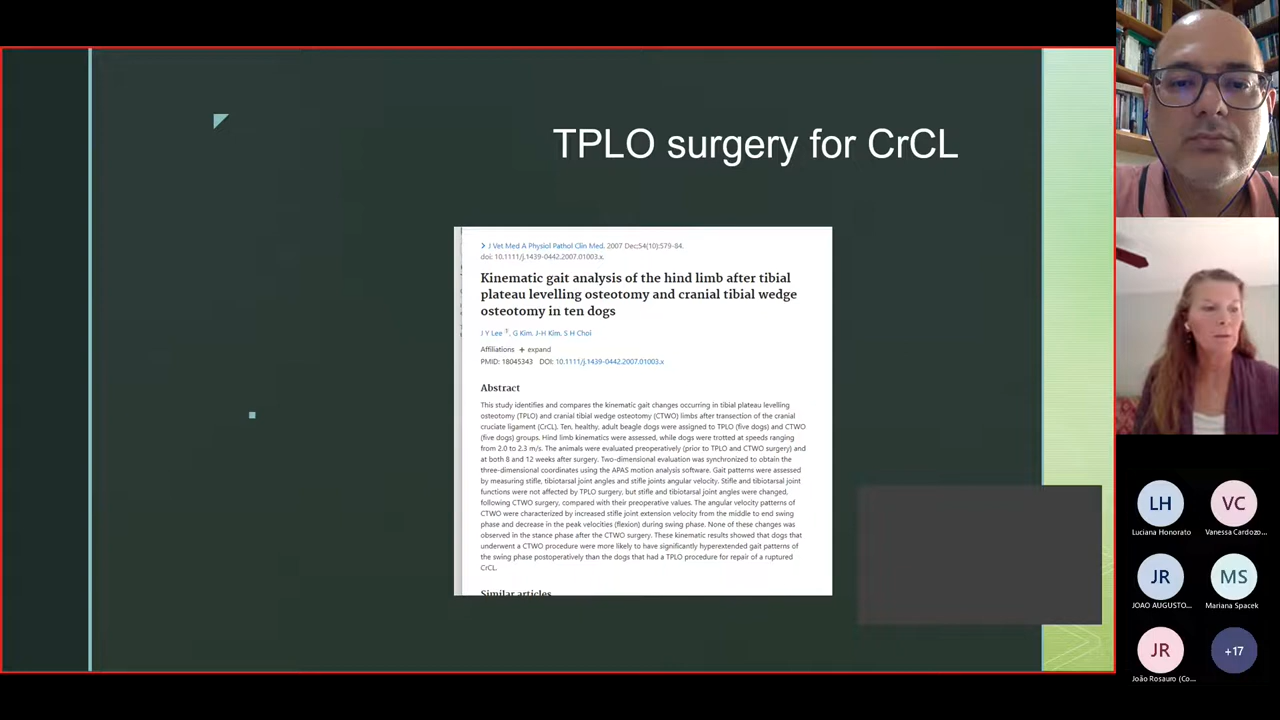 TPLO surgery for CrCL
J Vet Med A Physiol Pathol Clin Med. 2007 Dec;54(10):579-84.
doi: 10.1111/j.1439-0442.2007.01003.x.
Kinematic gait analysis of the hind limb after tibial
plateau levelling osteotomy and cranial tibial wedge
osteotomy in ten dogs
J Y Lee 1, G Kim, J-H Kim, S H Choi
Affiliations + expand
PMID: 18045343 DOI: 10.1111/j.1439-0442.2007.01003.x
Abstract
This study identifies and compares the kinematic gait changes occurring in tibial plateau levelling
osteotomy (TPLO) and cranial tibial wedge osteotomy (CTWO) limbs after transection of the cranial
cruciate ligament (CrCL). Ten, healthy, adult beagle dogs were assigned to TPLO (five dogs) and CTWO
(five dogs) groups. Hind limb kinematics were assessed, while dogs were trotted at speeds ranging
from 2.0 to 2.3 m/s. The animals were evaluated preoperatively (prior to TPLO and CTWO surgery) and
at both 8 and 12 weeks after surgery. Two-dimensional evaluation was synchronized to obtain the
three-dimensional coordinates using the APAS motion analysis software. Gait patterns were assessed
by measuring stifle, tibiotarsal joint angles and stifle joints angular velocity. Stifle and tibiotarsal joint
functions were not affected by TPLO surgery, but stifle and tibiotarsal joint angles were changed,
following CTWO surgery, compared with their preoperative values. The angular velocity patterns of
CTWO were characterized by increased stifle joint extension velocity from the middle to end swing
phase and decrease in the peak velocities (flexion) during swing phase. None of these changes was
observed in the stance phase after the CTWO surgery. These kinematic results showed that dogs that
underwent a CTWO procedure were more likely to have significantly hyperextended gait patterns of
the swing phase postoperatively than the dogs that had a TPLO procedure for repair of a ruptured
CrCL.
Similar articles
LH
Luciana Honorato
VC
Vanessa Cardozo...
JR
JOAO AUGUSTO...
MS
Mariana Spacek
JR
João Rosauro (Co...
+17